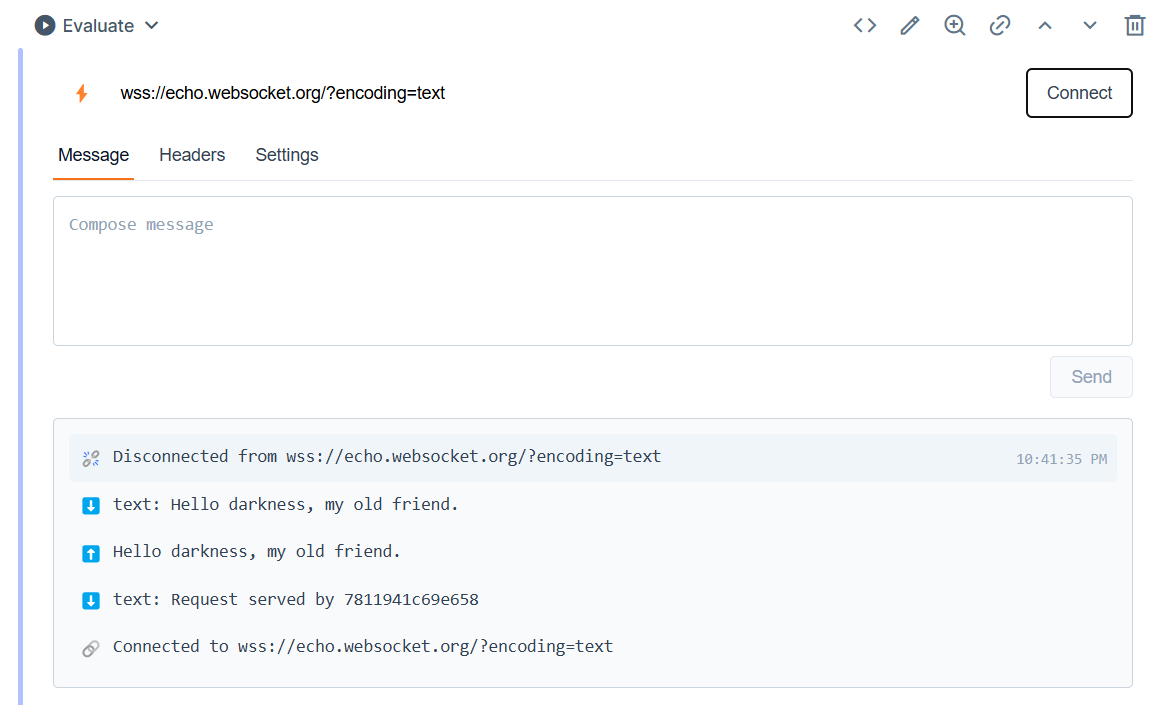 Evaluate
wss://echo.websocket.org/?encoding=text
Connect
Message Headers Settings
Compose message
Send
Disconnected from wss://echo.websocket.org/?encoding=text 10:41:35 PM
text: Hello darkness, my old friend.
Hello darkness, my old friend.
text: Request served by 7811941c69e658
Connected to wss://echo.websocket.org/?encoding=text